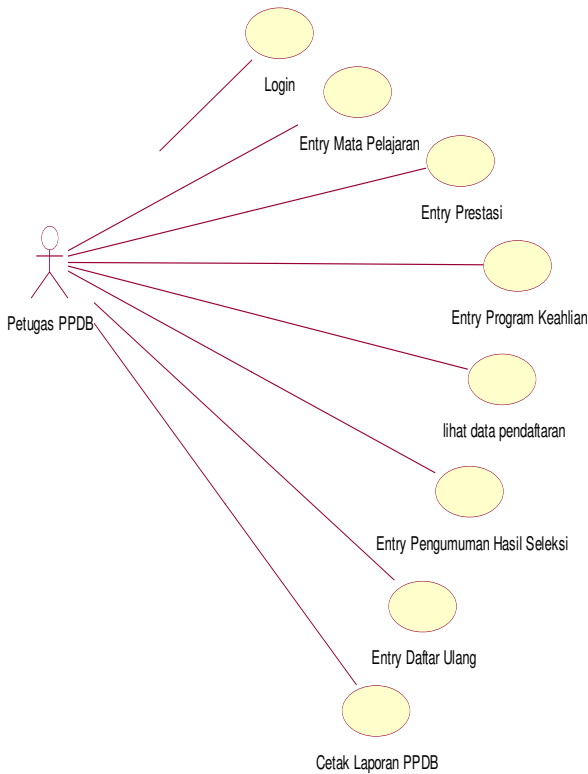 Login
Entry Mata Pelajaran
Entry Prestasi
Petugas PPDB
Entry Program Keahlian
lihat data pendaftaran
Entry Pengumuman Hasil Seleksi
Entry Daftar Ulang
Cetak Laporan PPDB